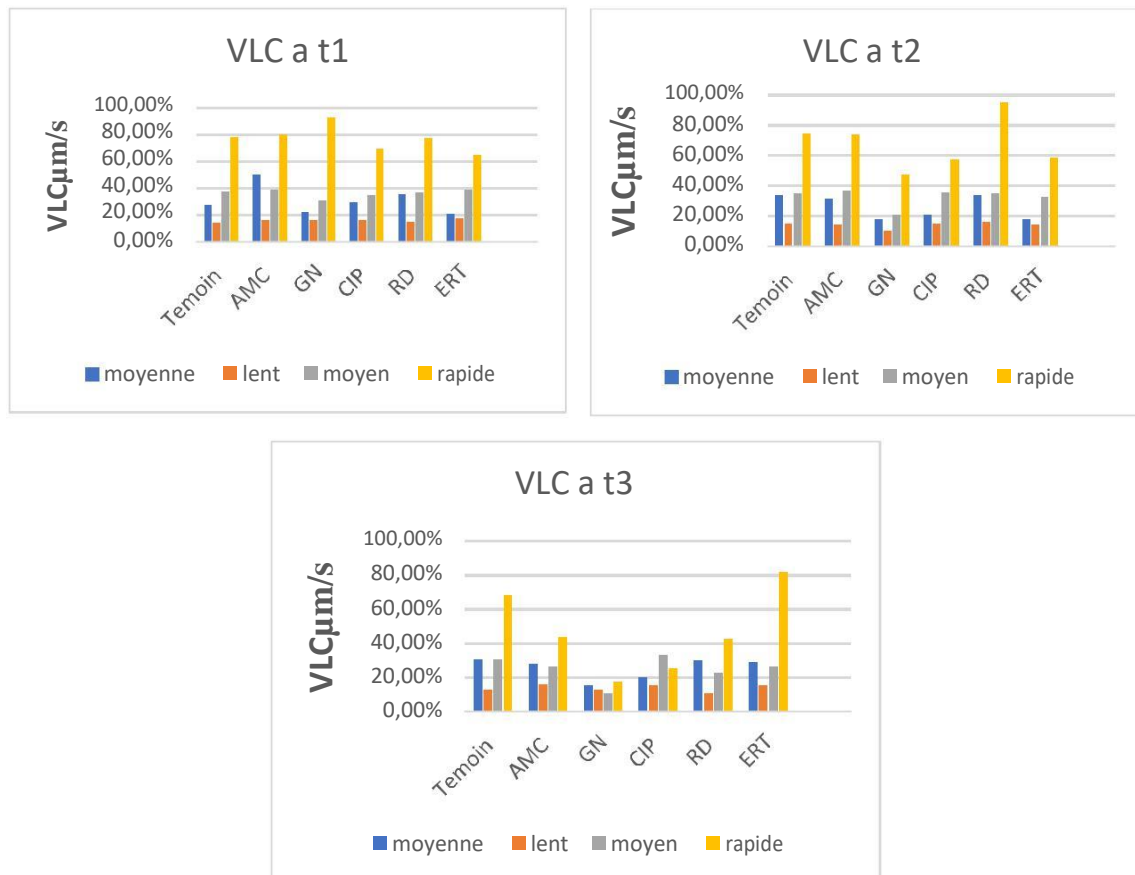 VLC a t1
VLCµm/s
100,00%
80,00%
60,00%
40,00%
20,00%
0,00%
Temoin AMC GN CIP RD ERT
moyenne lent moyen rapide
VLC a t2
VLCµm/s
100,00%
80,00%
60,00%
40,00%
20,00%
0,00%
Temoin AMC GN CIP RD ERT
moyenne lent moyen rapide
VLC a t3
VLCµm/s
100,00%
80,00%
60,00%
40,00%
20,00%
0,00%
Temoin AMC GN CIP RD ERT
moyenne lent moyen rapide